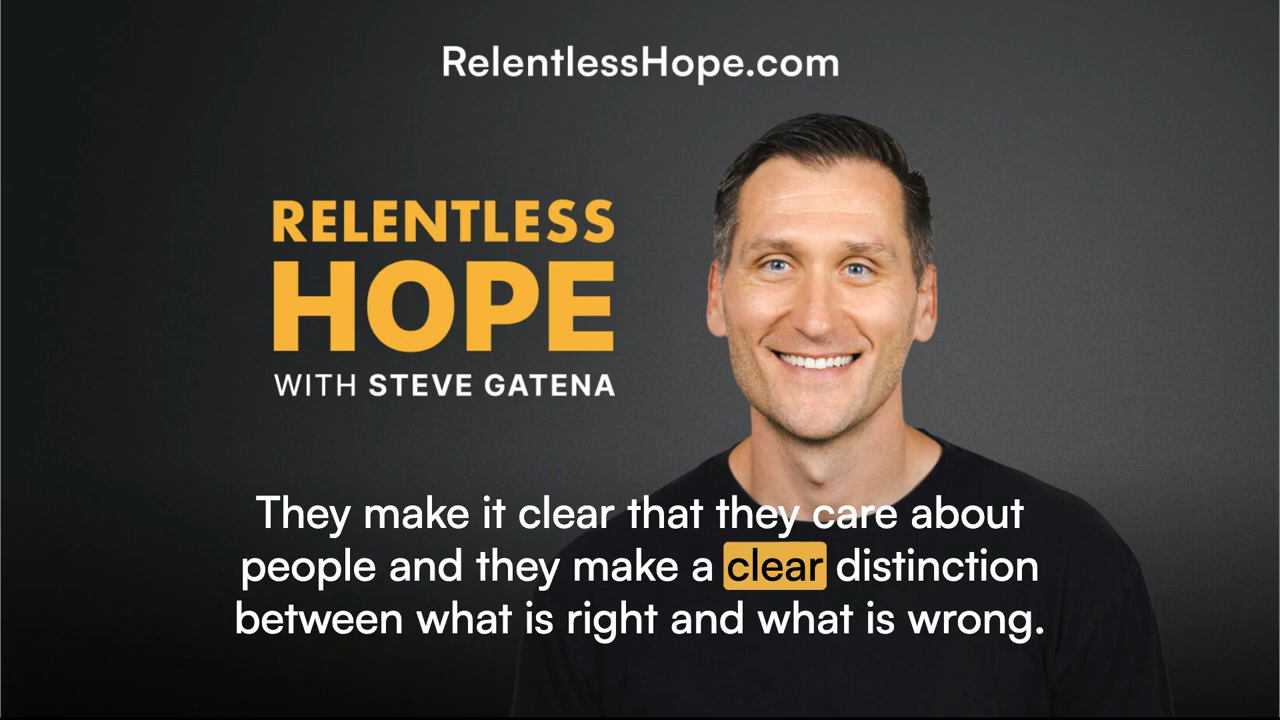 RelentlessHope.com
RELENTLESS
HOPE
WITH STEVE GATENA
They make it clear that they care about
people and they make a clear distinction
between what is right and what is wrong.